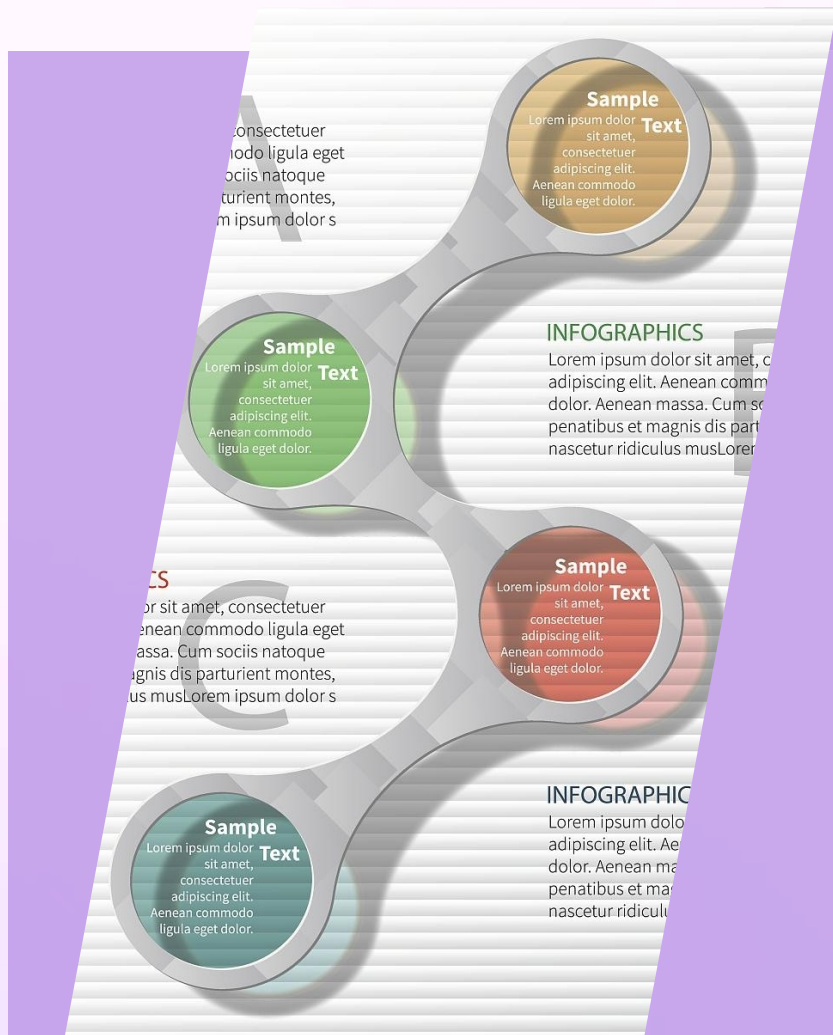 Sample
Text
Lorem ipsum dolor
sit amet,
consectetuer
adipiscing elit.
Aenean commodo
ligula eget dolor.
A
consectetuer
modo ligula eget
sociis natoque
parturient montes,
m ipsum dolor s
Sample
Text
Lorem ipsum dolor
sit amet,
consectetuer
adipiscing elit.
Aenean commodo
ligula eget dolor.
INFOGRAPHICS
Lorem ipsum dolor sit amet, c
adipiscing elit. Aenean comm
dolor. Aenean massa. Cum so
penatibus et magnis dis part
nascetur ridiculus musLorem
CS
or sit amet, consectetuer
enean commodo ligula eget
assa. Cum sociis natoque
agnis dis parturient montes,
us musLorem ipsum dolor s
C
Sample
Text
Lorem ipsum dolor
sit amet,
consectetuer
adipiscing elit.
Aenean commodo
ligula eget dolor.
Sample
Text
Lorem ipsum dolor
sit amet,
consectetuer
adipiscing elit.
Aenean commodo
ligula eget dolor.
INFOGRAPHIC
Lorem ipsum dolo
adipiscing elit. Ae
dolor. Aenean ma
penatibus et mag
nascetur ridicul